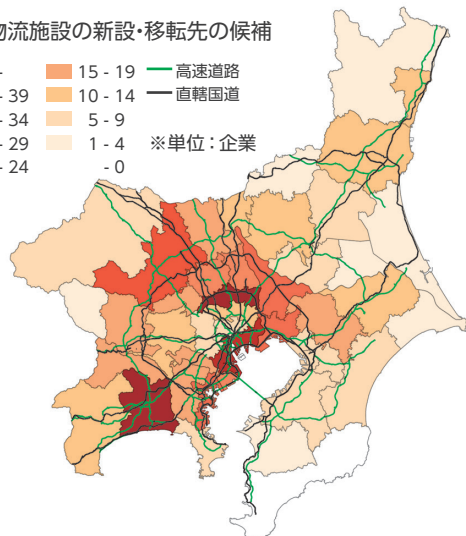 物流施設の新設・移転先の候補
-
15 - 19
高速道路
- 39
10 - 14
直轄国道
- 34
5 - 9
- 29
1 - 4
※単位：企業
- 24
- 0